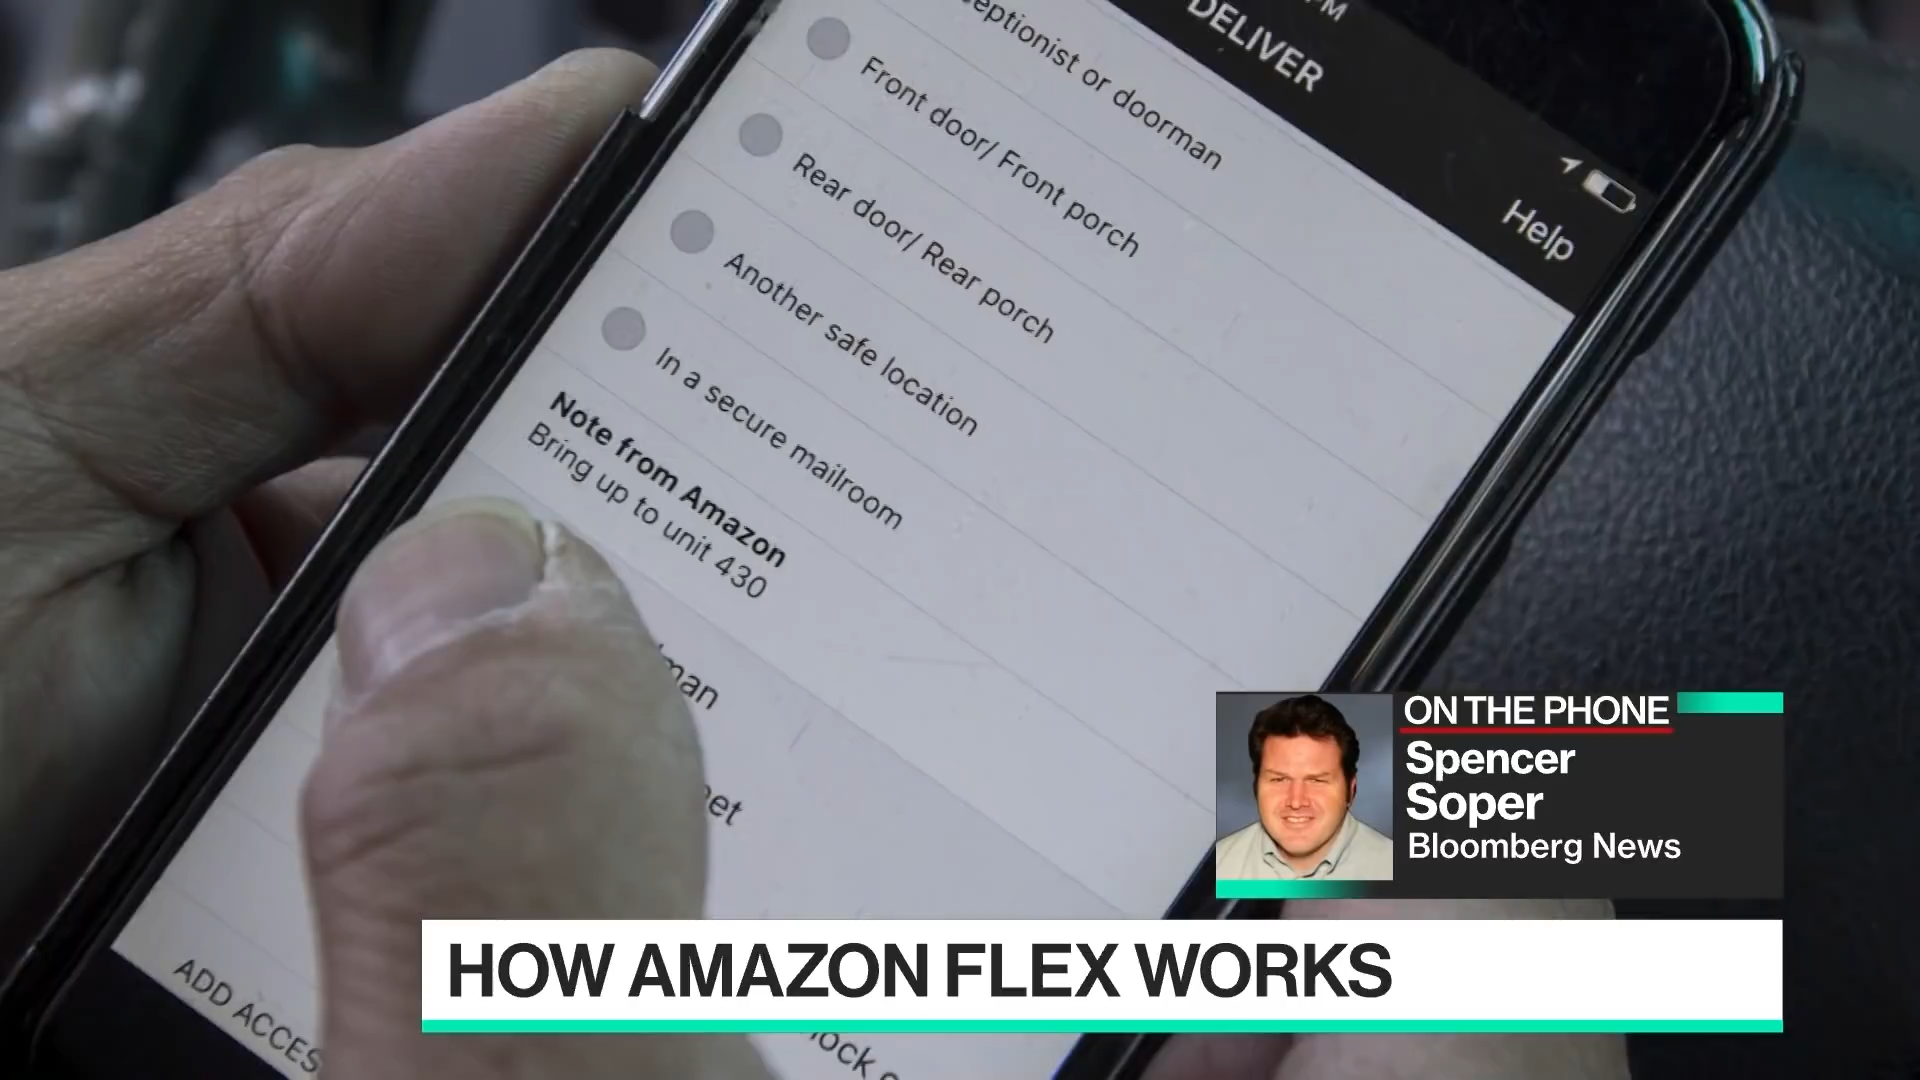 DELIVER
Help
or doorman
Front door/ Front porch
Rear door/ Rear porch
Another safe location
In a secure mailroom
Note from Amazon
Bring up to unit 430
ADD
ON THE PHONE
Spencer
Soper
Bloomberg News
HOW AMAZON FLEX WORKS